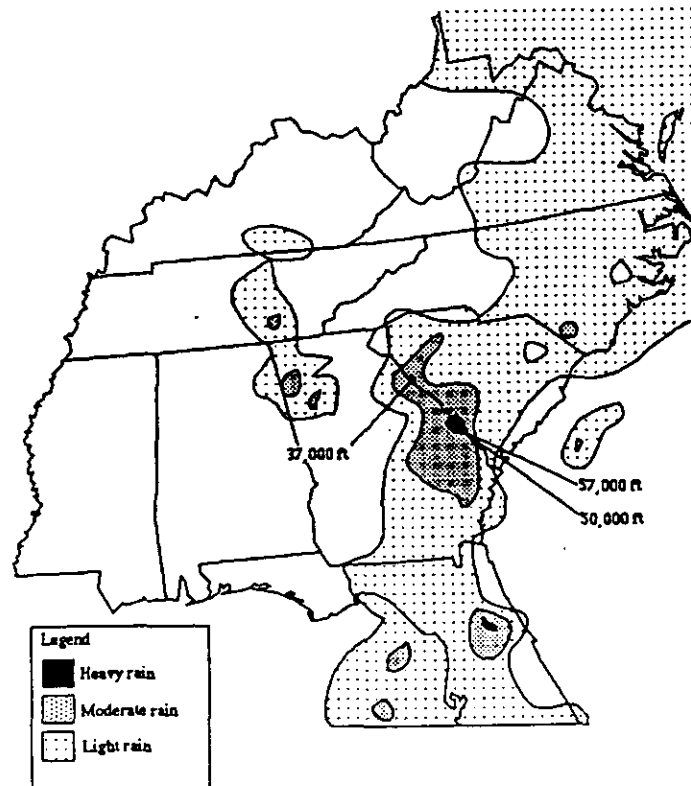 37,000 ft
57,000 ft
50,000 ft
Legend
Heavy rain
Moderate rain
Light rain